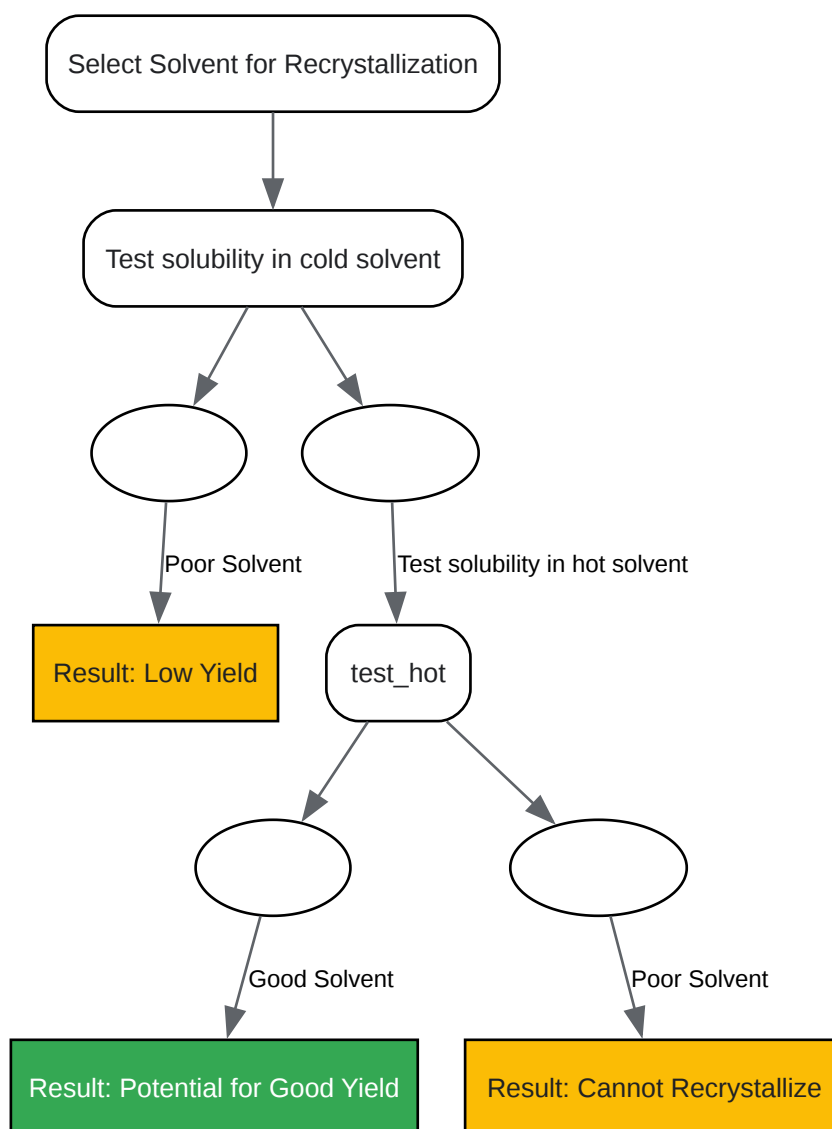 Select Solvent for Recrystallization
Test solubility in cold solvent
Poor Solvent
Test solubility in hot solvent
Result: Low Yield
test_hot
Good Solvent
Poor Solvent
Result: Potential for Good Yield
Result: Cannot Recrystallize